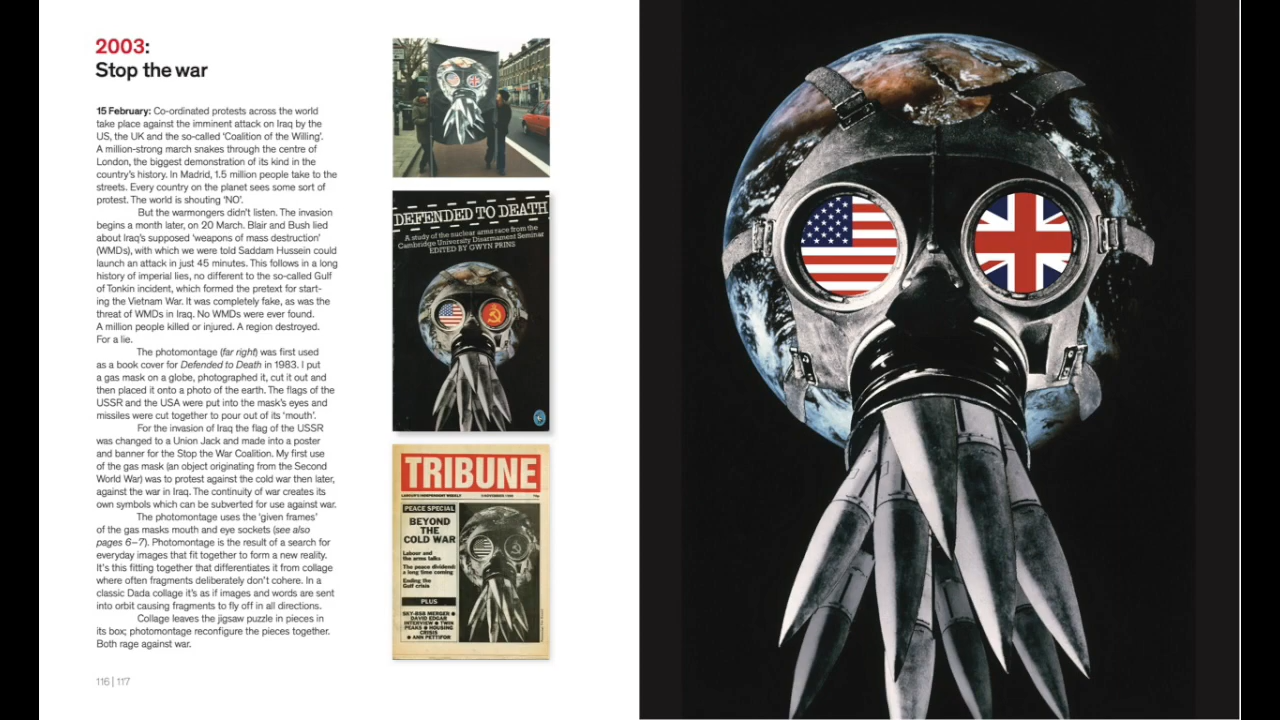 2003:
Stop the war
15 February: Co-ordinated protests across the world
take place against the imminent attack on Iraq by the
US, the UK and the so-called ‘Coalition of the Willing’.
A million-strong march snakes through the centre of
London, the biggest demonstration of its kind in the
country’s history. In Madrid, 1.5 million people take to the
streets. Every country on the planet sees some sort of
protest. The world is shouting ‘NO’.
But the warmongers didn’t listen. The invasion
begins a month later, on 20 March. Blair and Bush lied
about Iraq’s supposed ‘weapons of mass destruction’
(WMDs), with which we were told Saddam Hussein could
launch an attack in just 45 minutes. This follows in a long
history of imperial lies, no different to the so-called Gulf
of Tonkin incident, which formed the pretext for start-
ing the Vietnam War. It was completely fake, as was the
threat of WMDs in Iraq. No WMDs were ever found.
A million people killed or injured. A region destroyed.
For a lie.
The photomontage (far right) was first used
as a book cover for Defended to Death in 1983. I put
a gas mask on a globe, photographed it, cut it out and
then placed it onto a photo of the earth. The flags of the
USSR and the USA were put into the mask’s eyes and
missiles were cut together to pour out of its ‘mouth’.
For the invasion of Iraq the flag of the USSR
was changed to a Union Jack and made into a poster
and banner for the Stop the War Coalition. My first use
of the gas mask (an object originating from the Second
World War) was to protest against the cold war then later,
against the war in Iraq. The continuity of war creates its
own symbols which can be subverted for use against war.
The photomontage uses the ‘given frames’
of the gas masks mouth and eye sockets (see also
pages 6–7). Photomontage is the result of a search for
everyday images that fit together to form a new reality.
It’s this fitting together that differentiates it from collage
where often fragments deliberately don’t cohere. In a
classic Dada collage it’s as if images and words are sent
into orbit causing fragments to fly off in all directions.
Collage leaves the jigsaw puzzle in pieces in
its box; photomontage reconfigure the pieces together.
Both rage against war.
116 | 117
DEFENDED TO DEATH
A study of the nuclear arms race from the
Cambridge University Disarmament Seminar
EDITED BY GWYN PRINS
TRIBUNE
LABOUR'S INDEPENDENT WEEKLY
PEACE SPECIAL
BEYOND
THE
COLD WAR
Labour and
the arms talks
The peace dividend:
a long time coming
Ending the
Gulf crisis
PLUS
SKY-BSB MERGER ●
DAVID EDGAR
INTERVIEW ● TWIN
PEAKS ● HOUSING
CRISIS
● ANN PETTIFOR